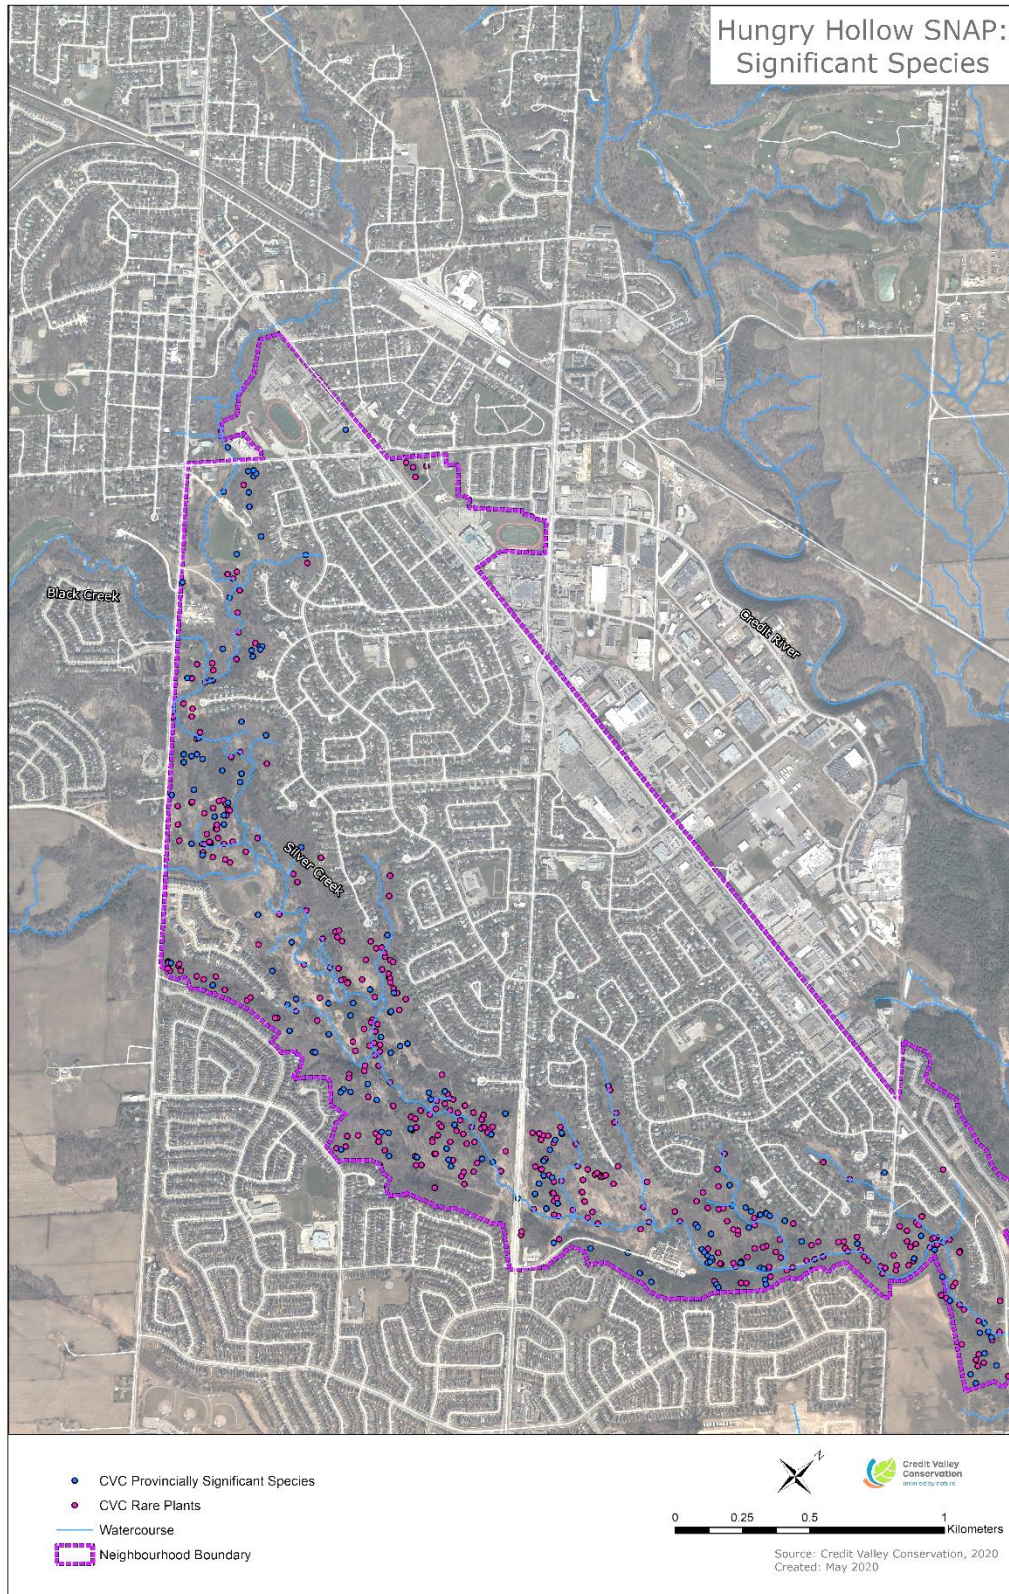 Hungry Hollow SNAP:
Significant Species
Black Creek
Credit River
Silver Creek
CVC Provincially Significant Species
CVC Rare Plants
Watercourse
Neighbourhood Boundary
N
Credit Valley
Conservation
inspired by nature
0 0.25 0.5 1
Kilometers
Source: Credit Valley Conservation, 2020
Created: May 2020